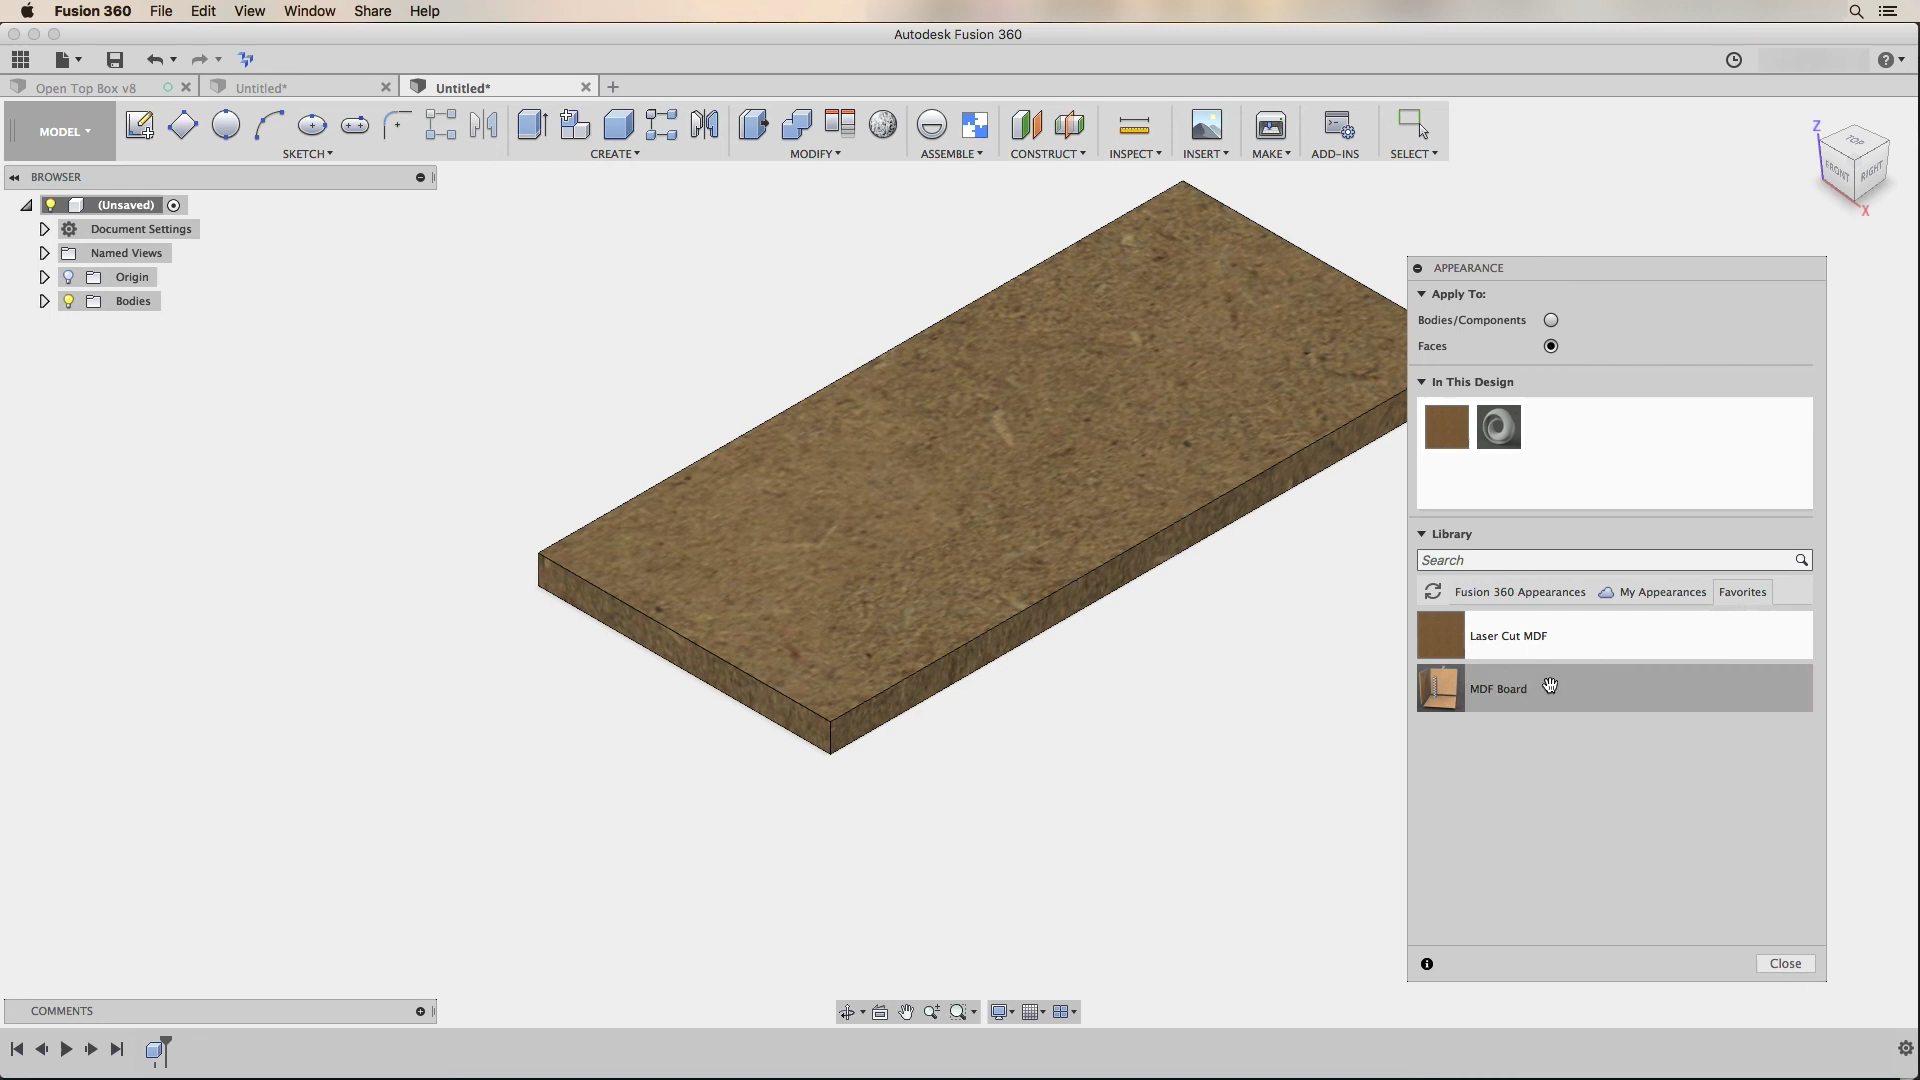 Fusion 360 File Edit View Window Share Help
Autodesk Fusion 360
Open Top Box v8 Untitled* Untitled*
MODEL SKETCH CREATE MODIFY ASSEMBLE CONSTRUCT INSPECT INSERT MAKE ADD-INS SELECT
Z TOP FRONT RIGHT X
BROWSER
(Unsaved)
Document Settings
Named Views
Origin
Bodies
APPEARANCE
Apply To:
Bodies/Components
Faces
In This Design
Library
Search
Fusion 360 Appearances My Appearances Favorites
Laser Cut MDF
MDF Board
Close
COMMENTS